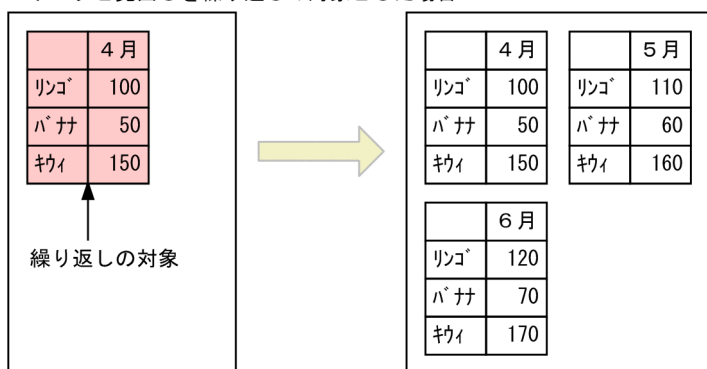 4月
ﾘﾝｺﾞ 100
ﾊﾞﾅﾅ 50
ｷｳｨ 150
繰り返しの対象
4月
ﾘﾝｺﾞ 100
ﾊﾞﾅﾅ 50
ｷｳｨ 150
5月
ﾘﾝｺﾞ 110
ﾊﾞﾅﾅ 60
ｷｳｨ 160
6月
ﾘﾝｺﾞ 120
ﾊﾞﾅﾅ 70
ｷｳｨ 170